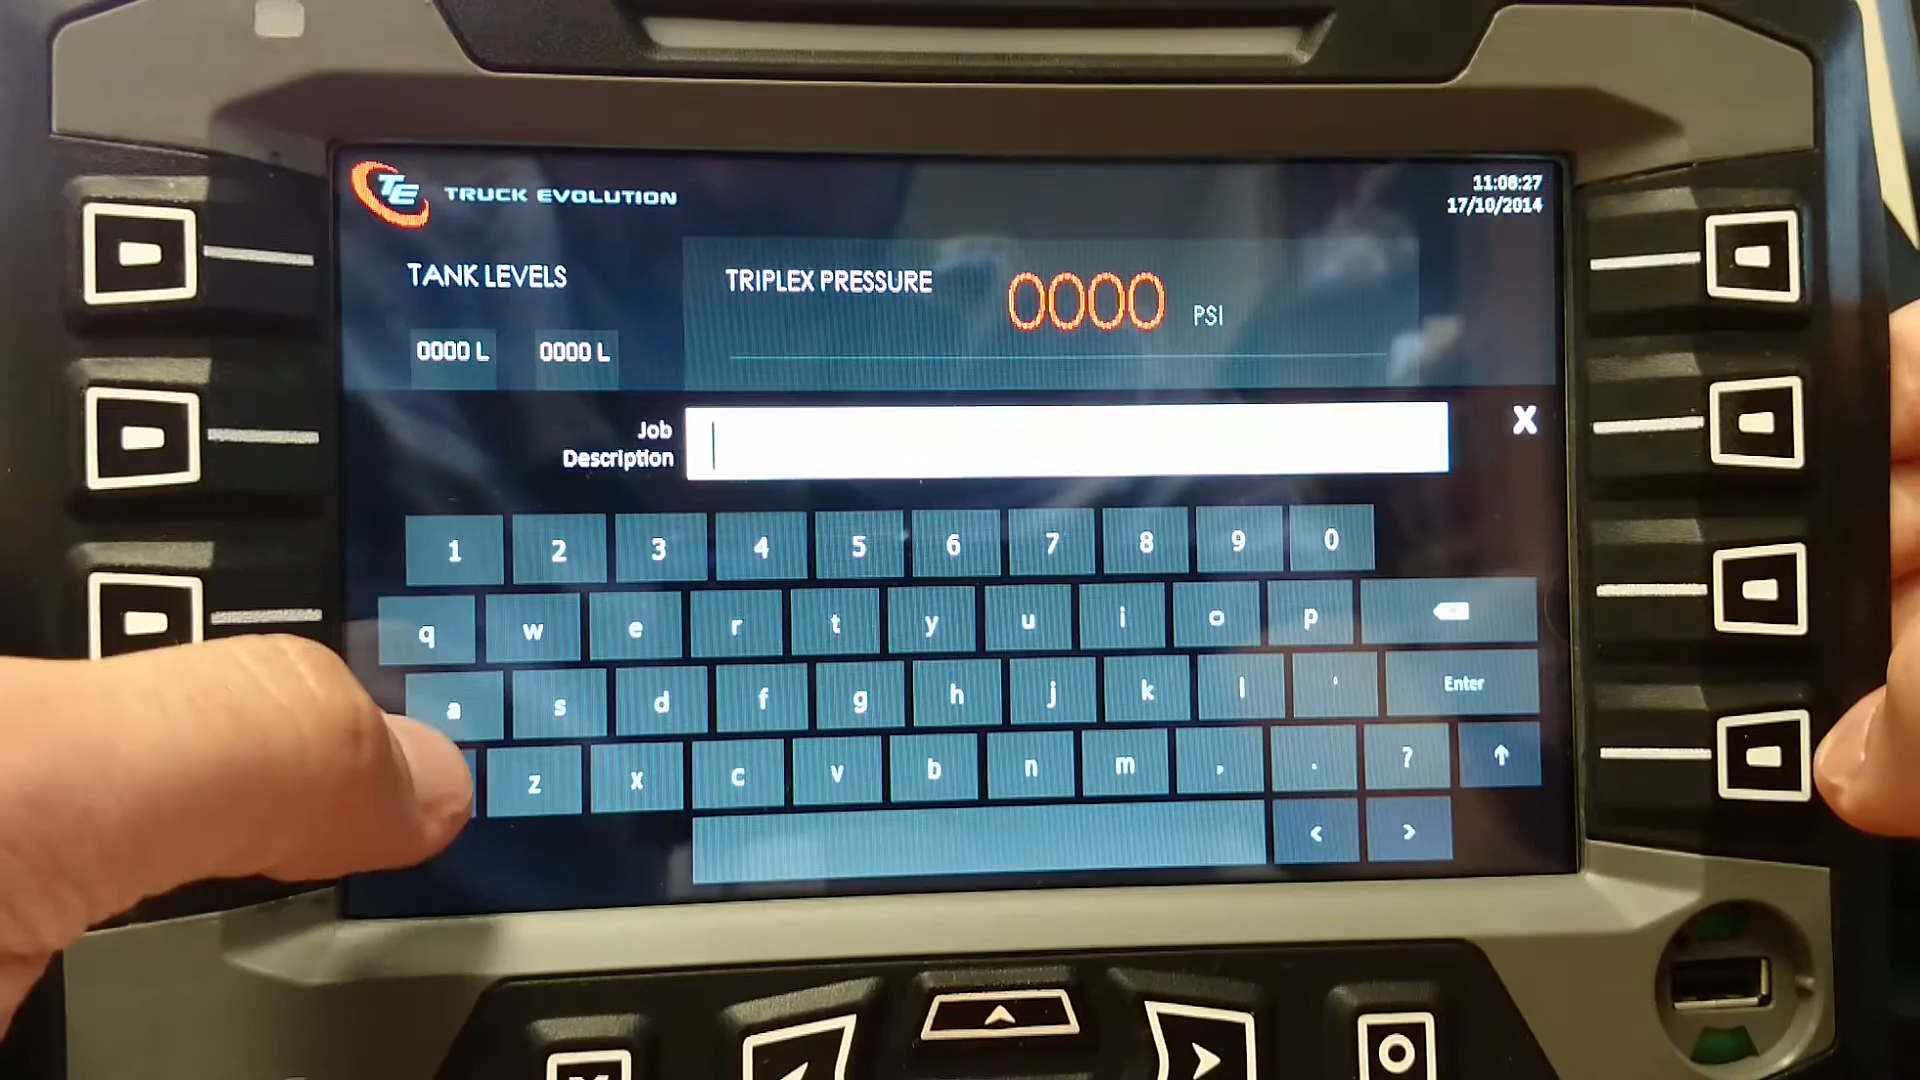 TE TRUCK EVOLUTION
11:08:27
17/10/2014
TANK LEVELS
0000 L 0000 L
TRIPLEX PRESSURE 0000 PSI
Job
Description
X
1 2 3 4 5 6 7 8 9 0
q w e r t y u i o p
a s d f g h j k l ' Enter
z x c v b n m , . ?
< >